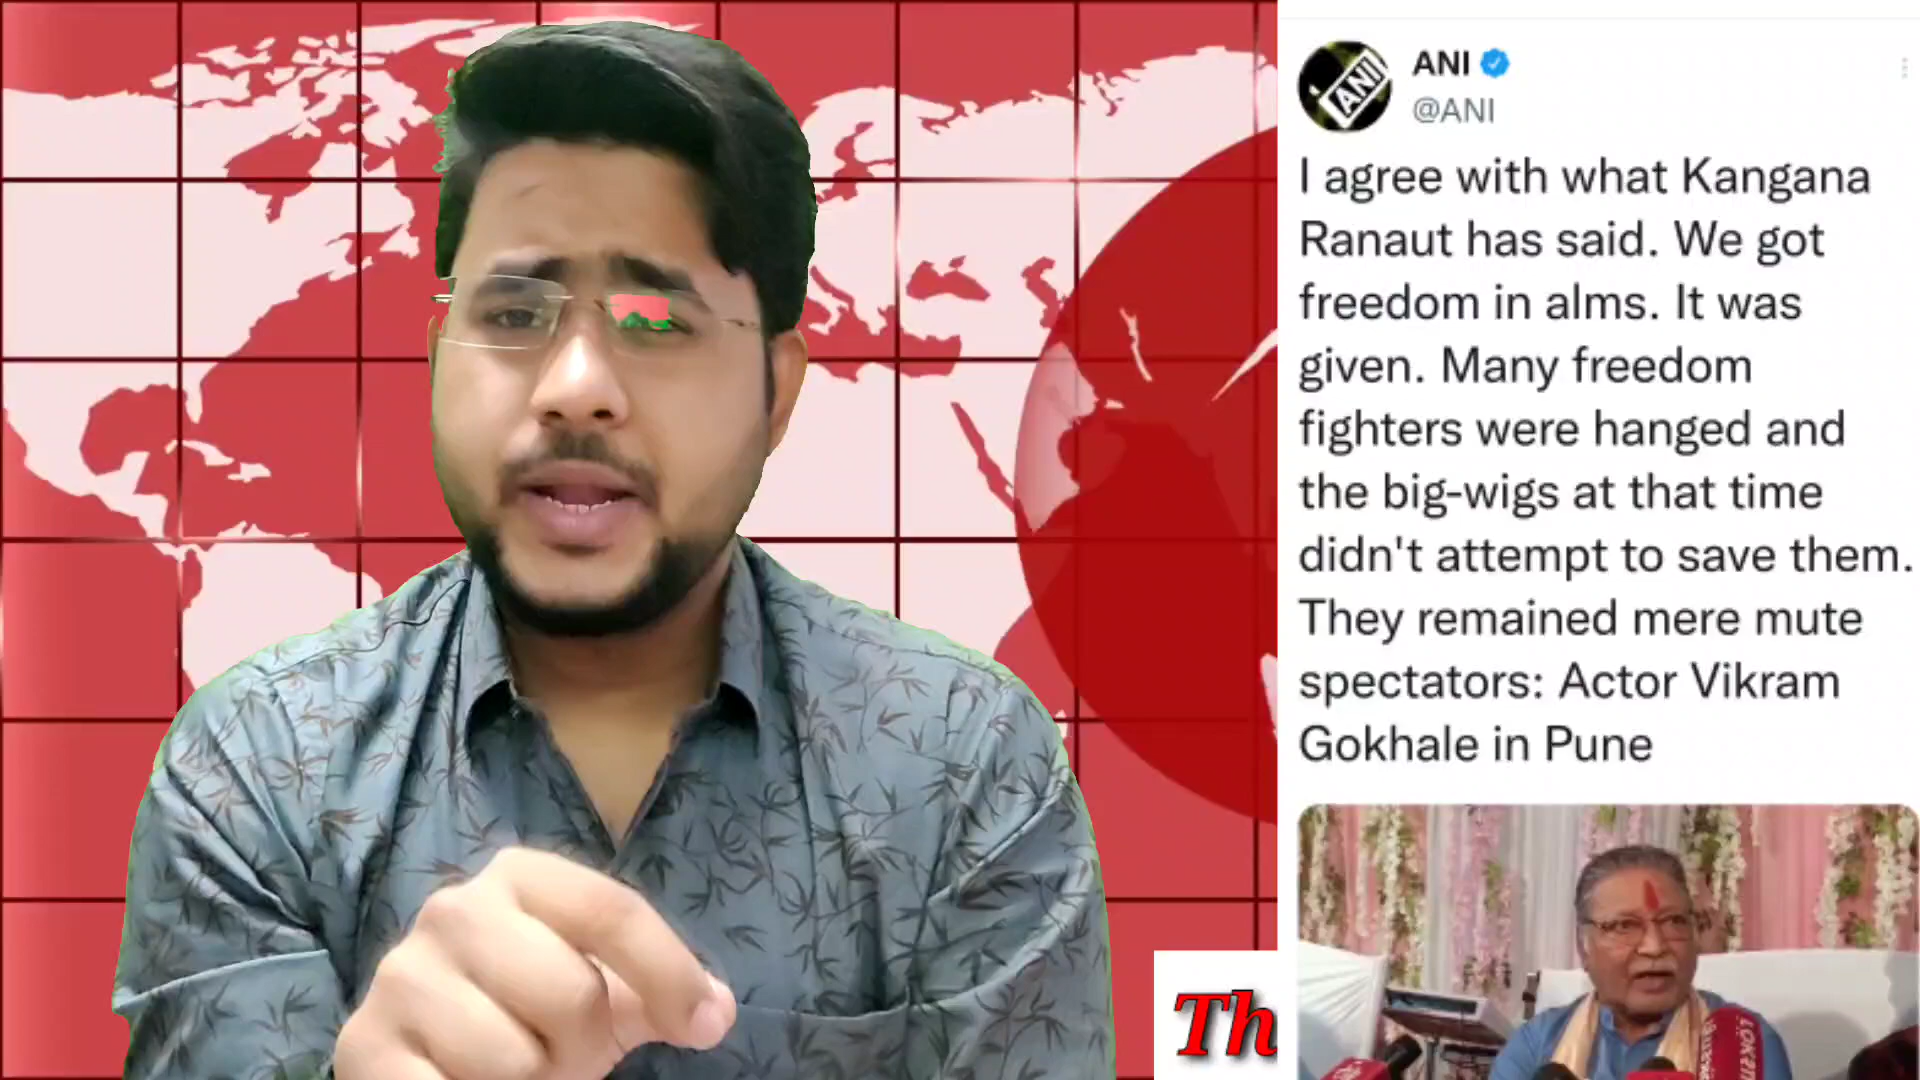 ANI
ANI
@ANI
I agree with what Kangana
Ranaut has said. We got
freedom in alms. It was
given. Many freedom
fighters were hanged and
the big-wigs at that time
didn't attempt to save them.
They remained mere mute
spectators: Actor Vikram
Gokhale in Pune
Th